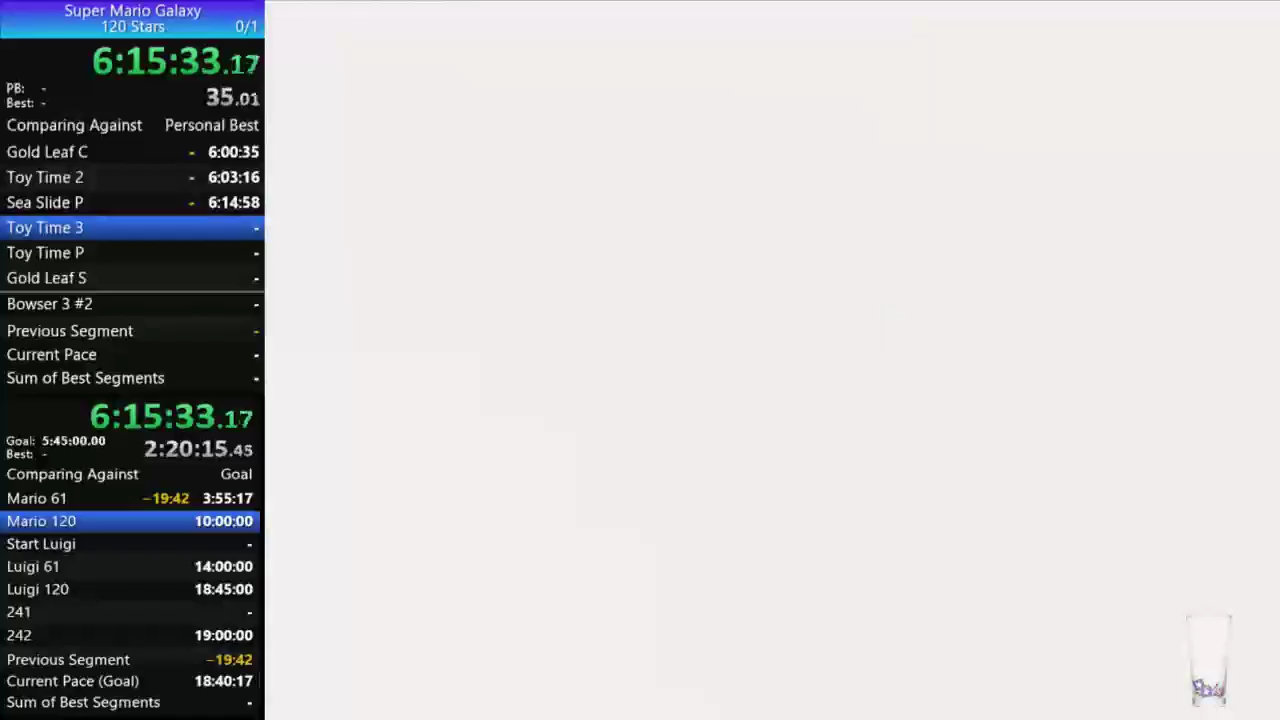 Super Mario Galaxy
120 Stars 0/1
6:15:33.17
PB: -
Best: - 35.01
Comparing Against Personal Best
Gold Leaf C - 6:00:35
Toy Time 2 - 6:03:16
Sea Slide P - 6:14:58
Toy Time 3 -
Toy Time P -
Gold Leaf S -
Bowser 3 #2 -
Previous Segment -
Current Pace -
Sum of Best Segments -
6:15:33.17
Goal: 5:45:00.00
Best: - 2:20:15.45
Comparing Against Goal
Mario 61 −19:42 3:55:17
Mario 120 10:00:00
Start Luigi -
Luigi 61 14:00:00
Luigi 120 18:45:00
241 -
242 19:00:00
Previous Segment −19:42
Current Pace (Goal) 18:40:17
Sum of Best Segments -